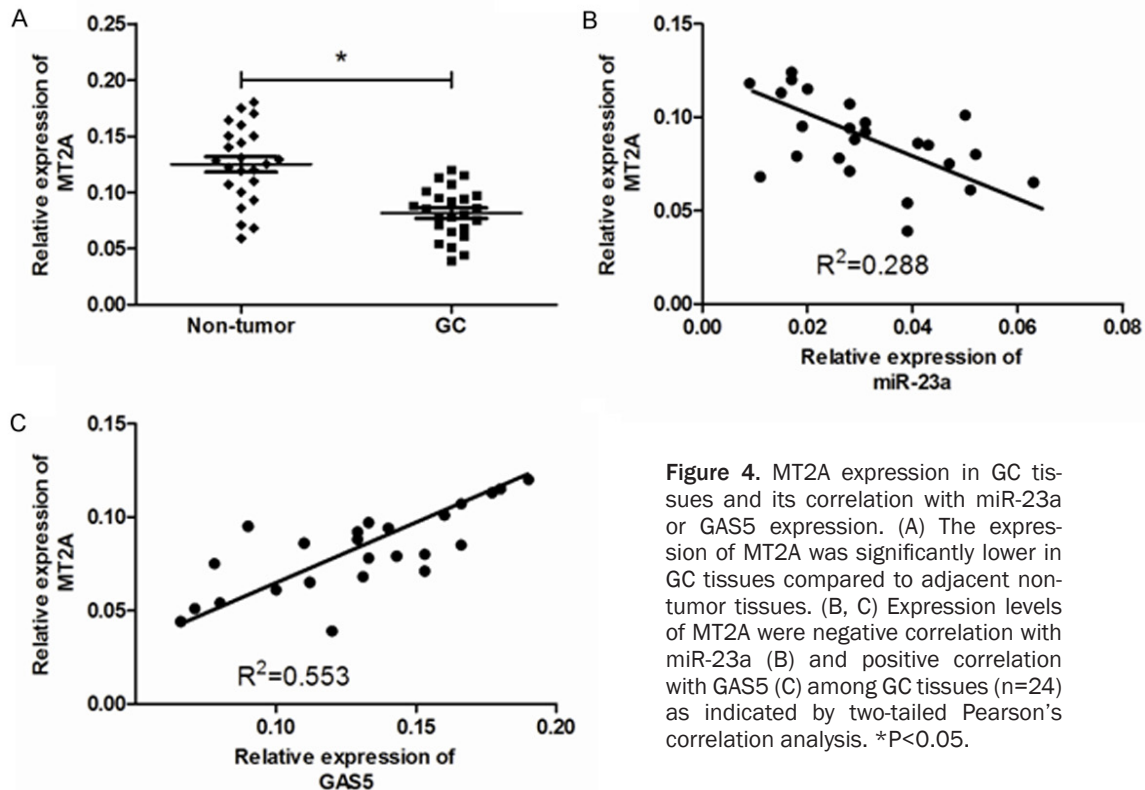 A
Relative expression of
MT2A
0.25
0.20
0.15
0.10
0.05
0.00
*
Non-tumor
GC
B
Relative expression of
MT2A
0.15
0.10
0.05
0.00
R²=0.288
0.00
0.02
0.04
0.06
0.08
Relative expression of
miR-23a
C
Relative expression of
MT2A
0.15
0.10
0.05
0.00
R²=0.553
0.10
0.15
0.20
Relative expression of
GAS5
Figure 4. MT2A expression in GC tis-
sues and its correlation with miR-23a
or GAS5 expression. (A) The expres-
sion of MT2A was significantly lower in
GC tissues compared to adjacent non-
tumor tissues. (B, C) Expression levels
of MT2A were negative correlation with
miR-23a (B) and positive correlation
with GAS5 (C) among GC tissues (n=24)
as indicated by two-tailed Pearson's
correlation analysis. *P<0.05.